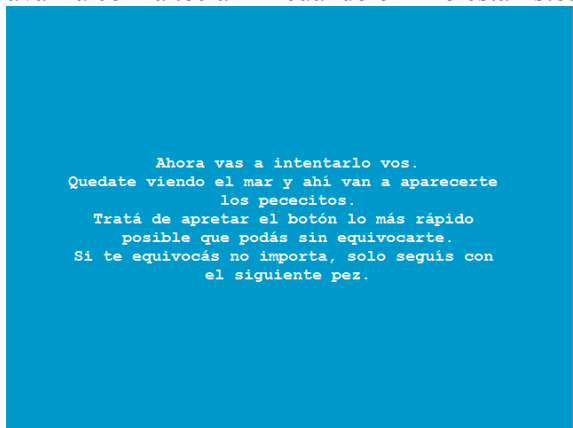 Ahora vas a intentarlo vos.
Quedate viendo el mar y ahí van a aparecerte
los pececitos.
Tratá de apretar el botón lo más rápido
posible que podás sin equivocarte.
Si te equivocás no importa, solo seguís con
el siguiente pez.